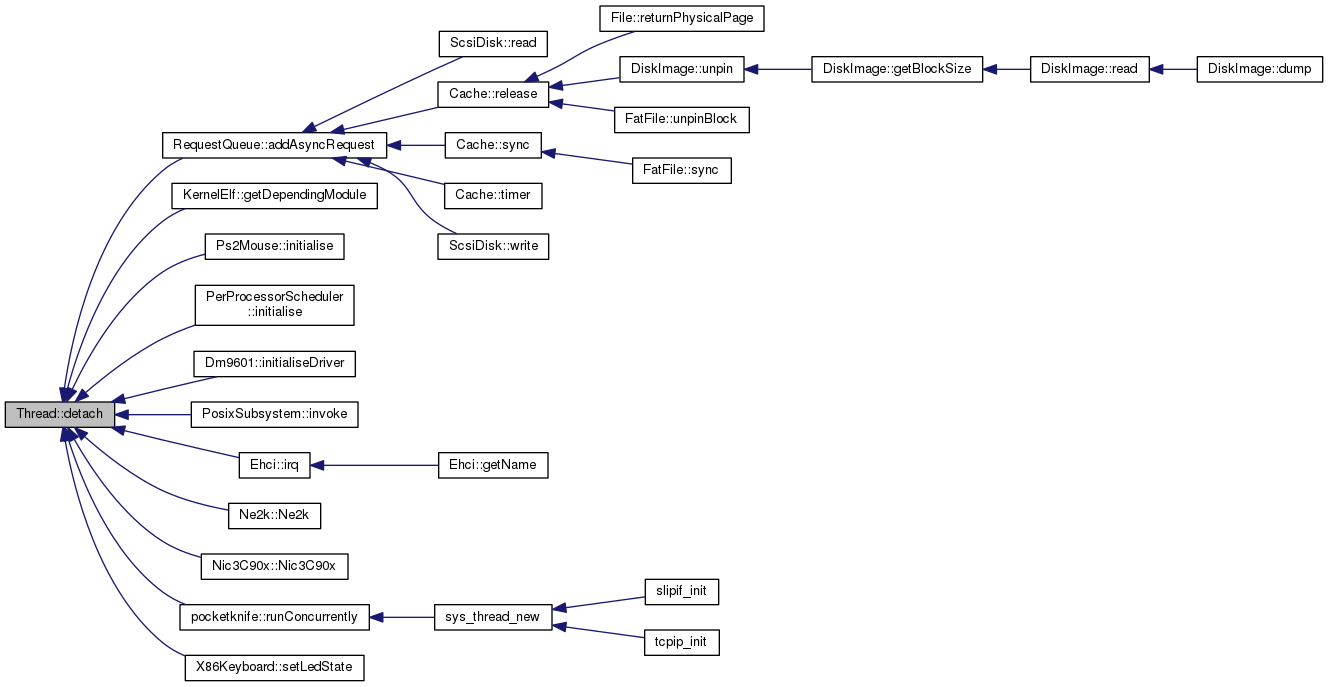 File::returnPhysicalPage
ScsiDisk::read
DiskImage::unpin
DiskImage::getBlockSize
DiskImage::read
DiskImage::dump
Cache::release
FatFile::unpinBlock
RequestQueue::addAsyncRequest
Cache::sync
FatFile::sync
KernelElf::getDependingModule
Cache::timer
Ps2Mouse::initialise
ScsiDisk::write
PerProcessorScheduler
::initialise
Dm9601::initialiseDriver
Thread::detach
PosixSubsystem::invoke
Ehci::irq
Ehci::getName
Ne2k::Ne2k
Nic3C90x::Nic3C90x
slipif_init
pocketknife::runConcurrently
sys_thread_new
tcpip_init
X86Keyboard::setLedState